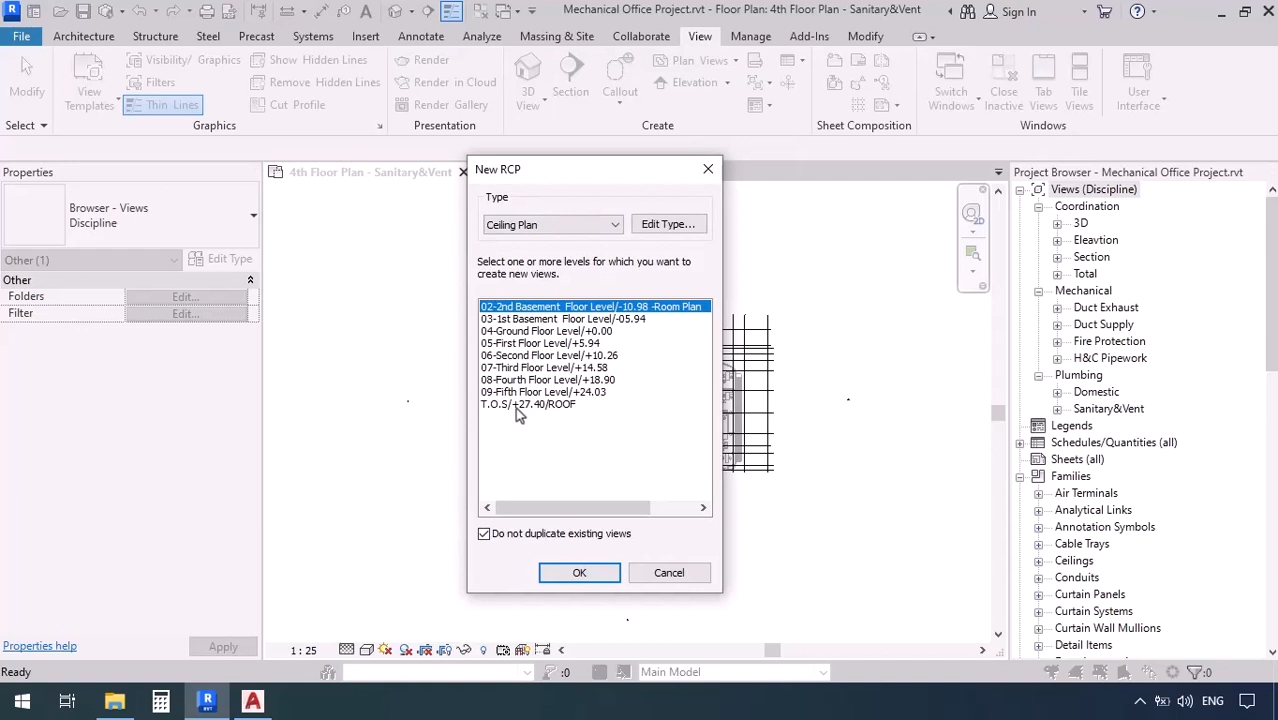 Mechanical Office Project.rvt - Floor Plan: 4th Floor Plan - Sanitary&Vent
Sign In
File Architecture Structure Steel Precast Systems Insert Annotate Analyze Massing & Site Collaborate View Manage Add-Ins Modify
Modify
View Templates
Visibility/ Graphics
Filters
Thin Lines
Show Hidden Lines
Remove Hidden Lines
Cut Profile
Render
Render in Cloud
Render Gallery
3D View
Section
Callout
Plan Views
Elevation
Switch Windows
Close Inactive
Tab Views
Tile Views
User Interface
Select
Graphics
Presentation
Create
Sheet Composition
Windows
Properties
Browser - Views
Discipline
Other (1)
Edit Type
Other
Folders
Edit...
Filter
Edit...
Properties help
Apply
4th Floor Plan - Sanitary&Vent
New RCP
Type
Ceiling Plan
Edit Type...
Select one or more levels for which you want to
create new views.
02-2nd Basement  Floor Level/-10.98 -Room Plan
03-1st Basement  Floor Level/-05.94
04-Ground Floor Level/+0.00
05-First Floor Level/+5.94
06-Second Floor Level/+10.26
07-Third Floor Level/+14.58
08-Fourth Floor Level/+18.90
09-Fifth Floor Level/+24.03
T.O.S/+27.40/ROOF
Do not duplicate existing views
OK
Cancel
2D
1 : 25
Project Browser - Mechanical Office Project.rvt
Views (Discipline)
Coordination
3D
Eleavtion
Section
Total
Mechanical
Duct Exhaust
Duct Supply
Fire Protection
H&C Pipework
Plumbing
Domestic
Sanitary&Vent
Legends
Schedules/Quantities (all)
Sheets (all)
Families
Air Terminals
Analytical Links
Annotation Symbols
Cable Trays
Ceilings
Conduits
Curtain Panels
Curtain Systems
Curtain Wall Mullions
Detail Items
Ready
:0
Main Model
:0
R
RVT
A
ENG